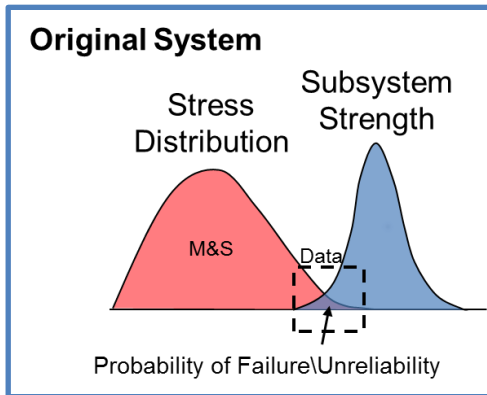 Original System
Stress
Distribution
Subsystem
Strength
M&S
Data
Probability of Failure\Unreliability